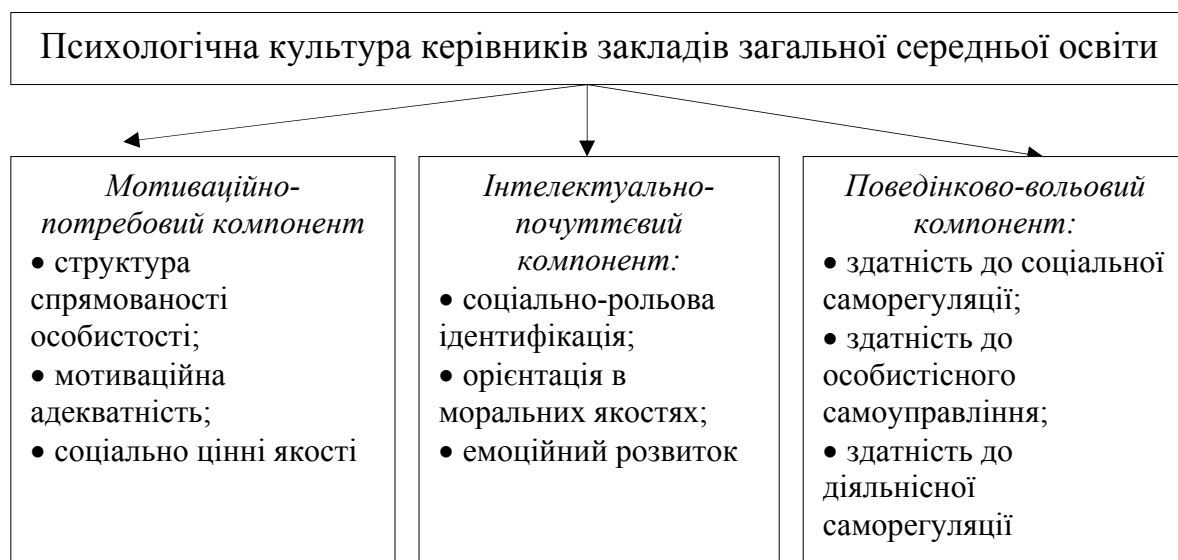 Психологічна культура керівників закладів загальної середньої освіти
Мотиваційно-
потребовий компонент
• структура
спрямованості
особистості;
• мотиваційна
адекватність;
• соціально цінні якості
Інтелектуально-
почуттєвий
компонент:
• соціально-рольова
ідентифікація;
• орієнтація в
моральних якостях;
• емоційний розвиток
Поведінково-вольовий
компонент:
• здатність до соціальної
саморегуляції;
• здатність до
особистісного
самоуправління;
• здатність до
діяльнісної
саморегуляції